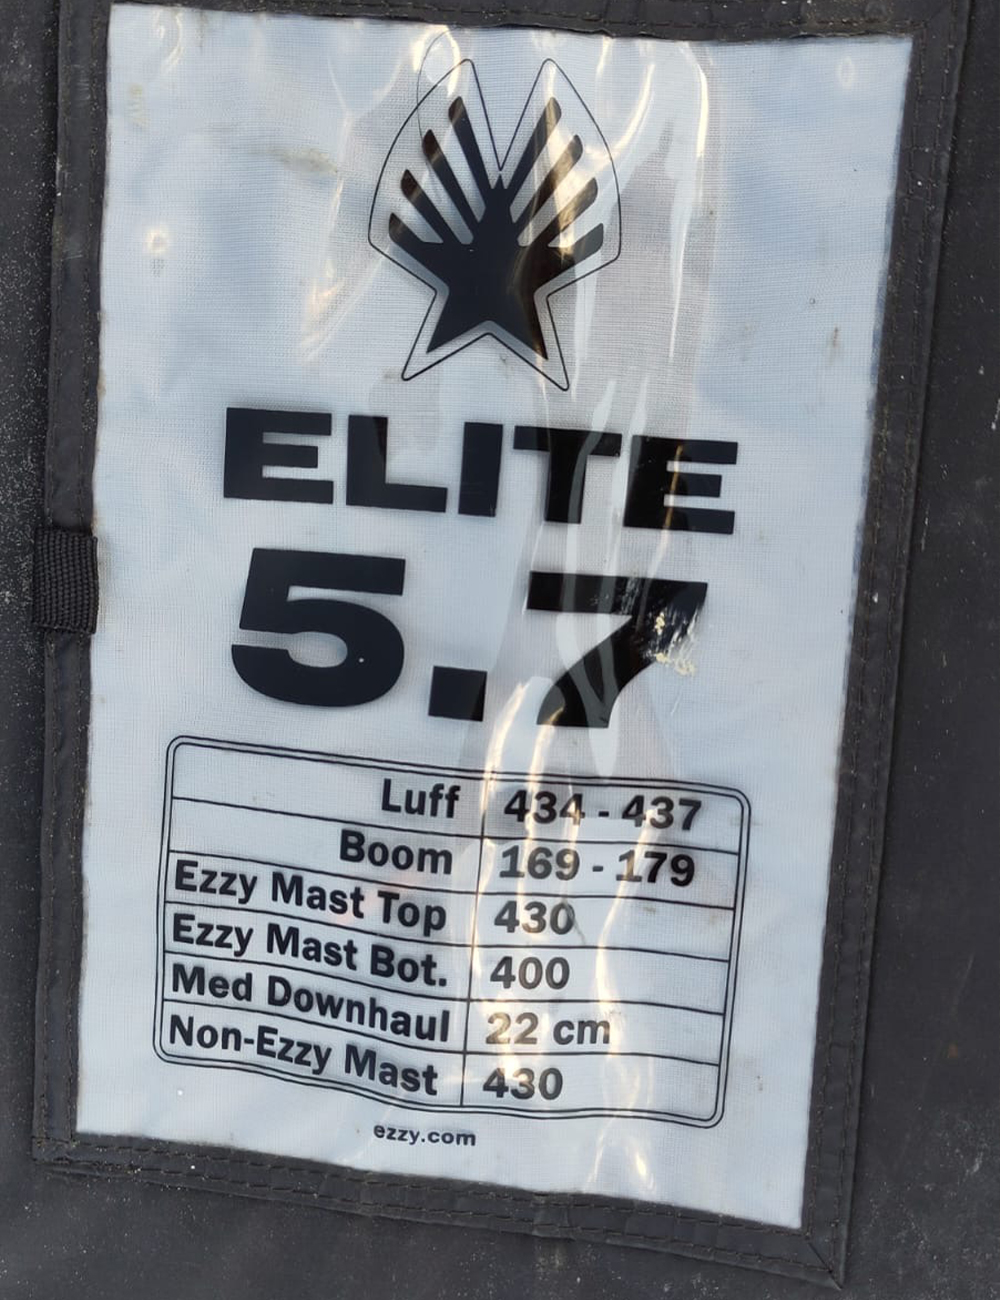 ELITE
5.7
Luff 434 - 437
Boom 169 - 179
Ezzy Mast Top 430
Ezzy Mast Bot. 400
Med Downhaul 22 cm
Non-Ezzy Mast 430
ezzy.com